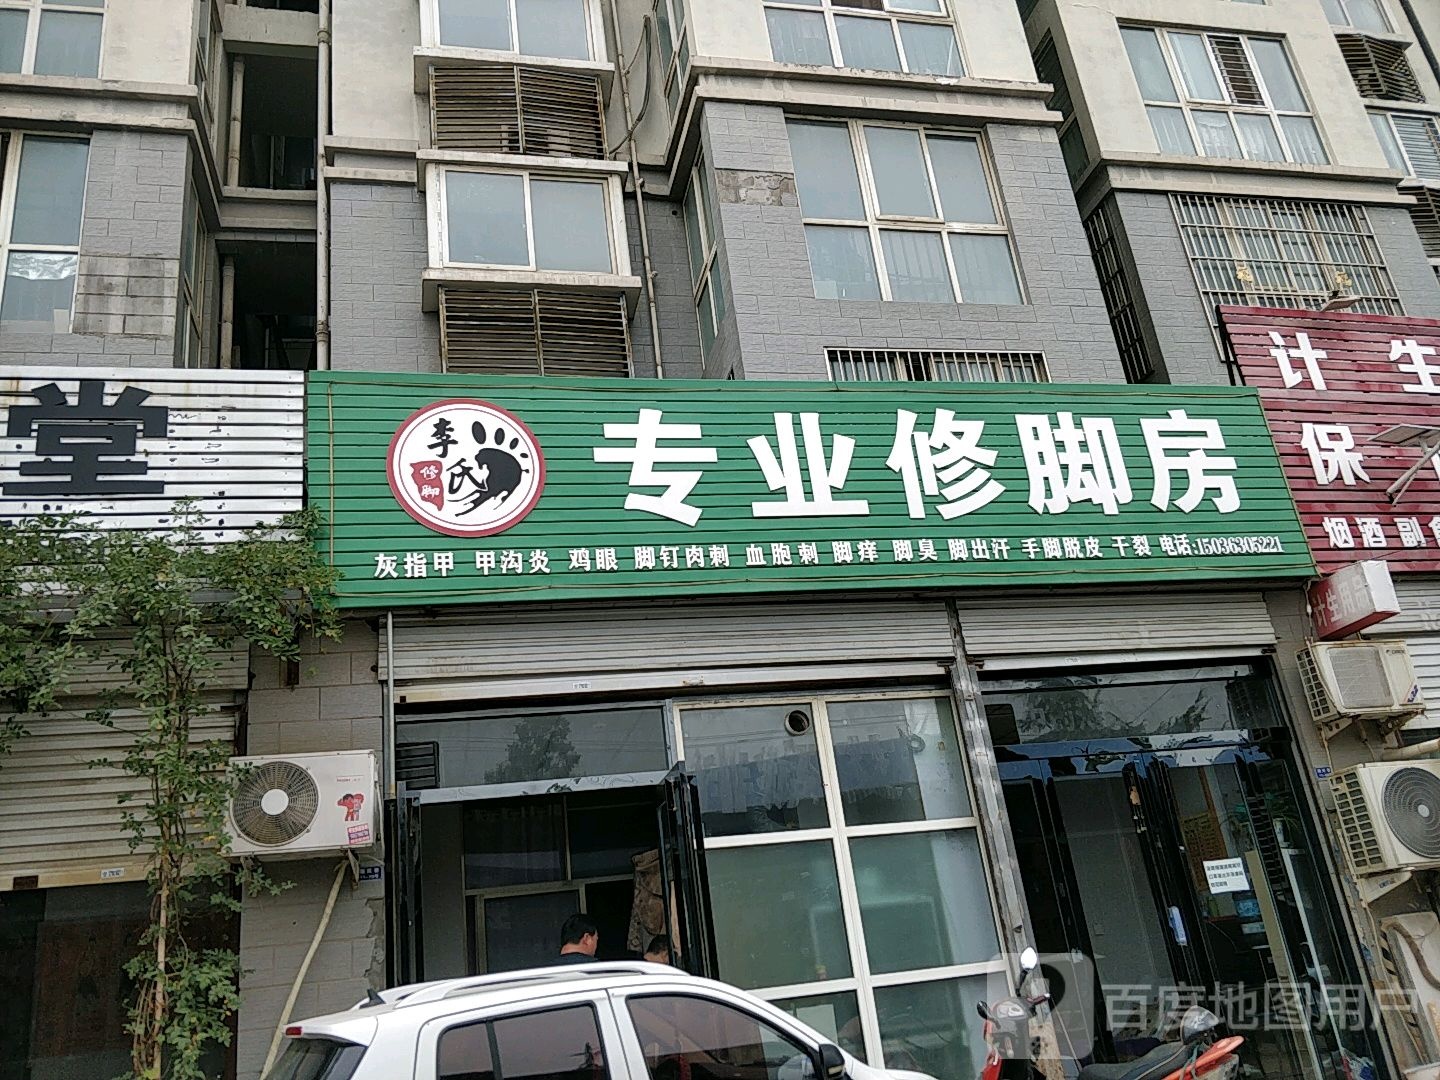 堂
李氏
修脚
专业修脚房
灰指甲 甲沟炎 鸡眼 脚钉肉刺 血胞刺 脚痒 脚臭 脚出汗 手脚脱皮 干裂 电话:15036305221
计生
保
烟酒副食
计生用品
百度地图用户